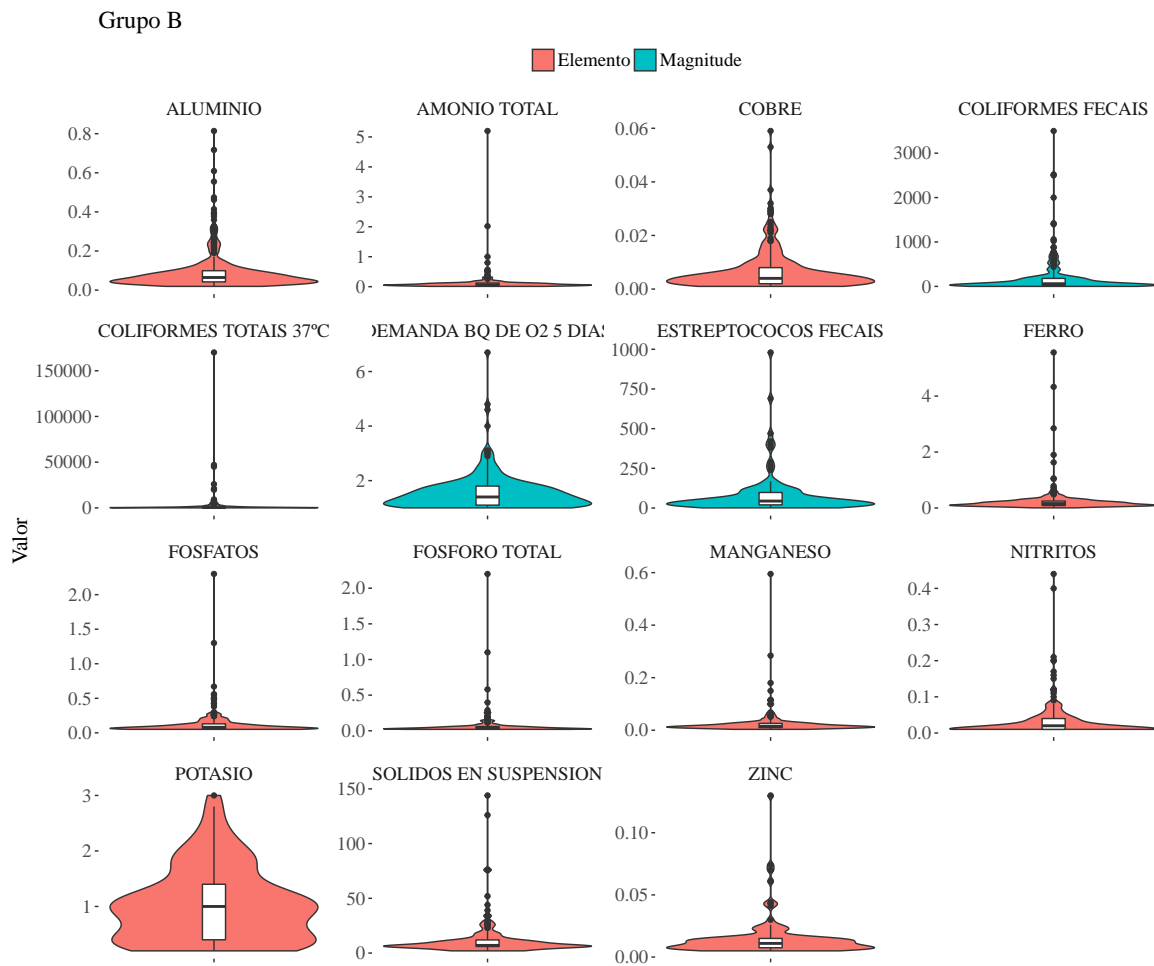 Grupo B
Elemento Magnitude
ALUMINIO AMONIO TOTAL COBRE COLIFORMES FECAIS
0.8 0.6 0.4 0.2 0.0
5 4 3 2 1 0
0.06 0.04 0.02 0.00
3000 2000 1000 0
COLIFORMES TOTAIS 37ºC DEMANDA BQ DE O2 5 DIAS ESTREPTOCOCOS FECAIS FERRO
150000 100000 50000 0
6 4 2
1000 750 500 250 0
4 2 0
Valor
FOSFATOS FOSFORO TOTAL MANGANESO NITRITOS
2.0 1.5 1.0 0.5 0.0
2.0 1.5 1.0 0.5 0.0
0.6 0.4 0.2 0.0
0.4 0.3 0.2 0.1 0.0
POTASIO SOLIDOS EN SUSPENSION ZINC
3 2 1
150 100 50 0
0.10 0.05 0.00